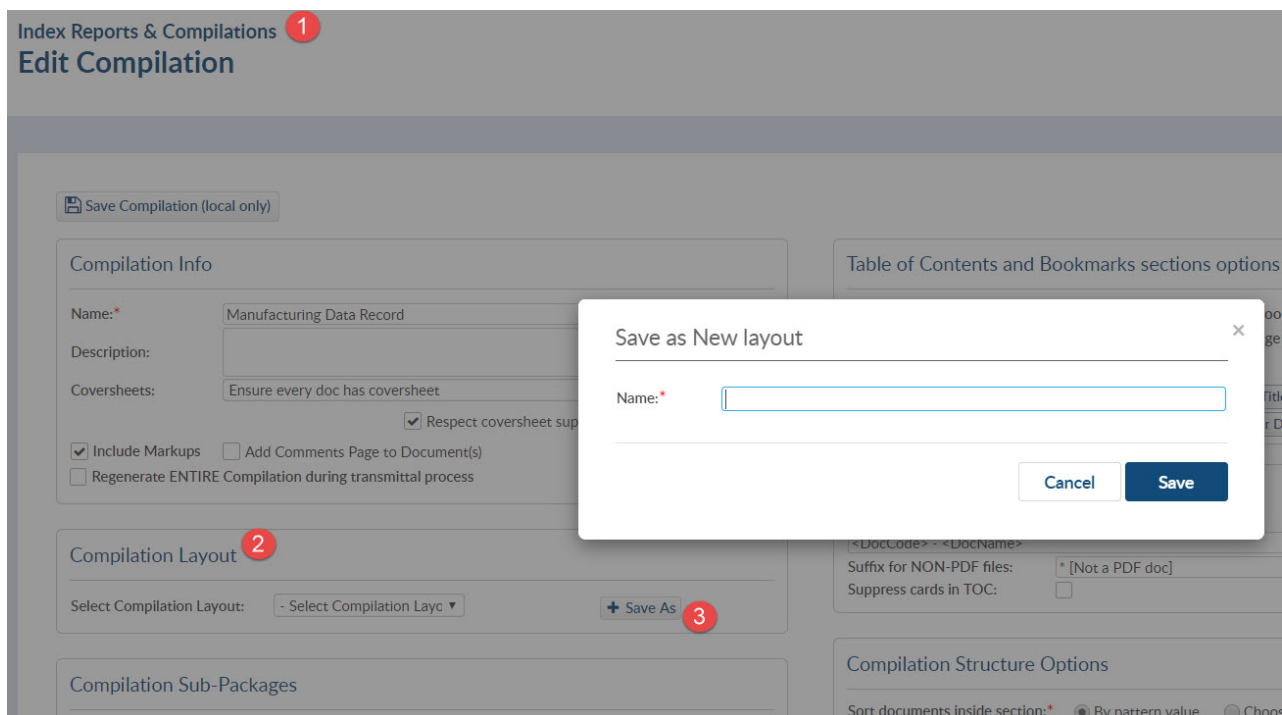 Index Reports & Compilations 1
Edit Compilation
Save Compilation (local only)
Compilation Info
Name:* Manufacturing Data Record
Description:
Coversheets: Ensure every doc has coversheet
Respect coversheet sup
Include Markups Add Comments Page to Document(s)
Regenerate ENTIRE Compilation during transmittal process
Compilation Layout 2
Select Compilation Layout: - Select Compilation Layc
+ Save As 3
Compilation Sub-Packages
Table of Contents and Bookmarks sections options
Save as New layout ×
Name:*
Cancel Save
<DocCode> - <DocName>
Suffix for NON-PDF files: * [Not a PDF doc]
Suppress cards in TOC:
Compilation Structure Options
Sort documents inside section:* By pattern value Choos